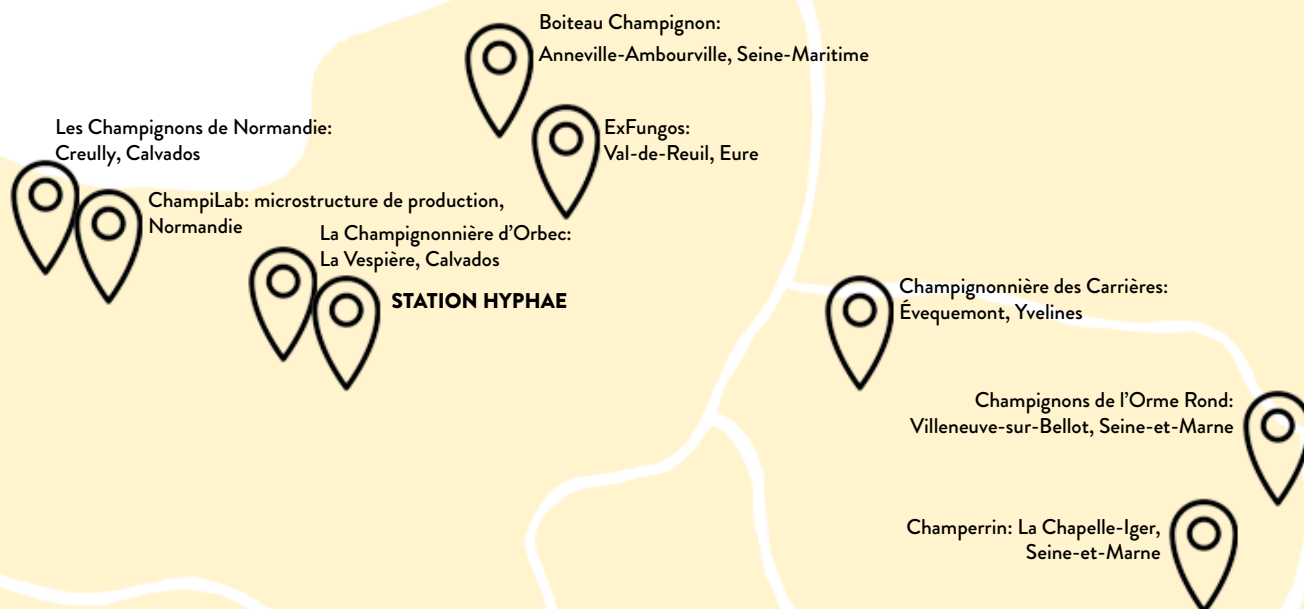 Boiteau Champignon:
Anneville-Ambourville, Seine-Maritime
Les Champignons de Normandie:
Creully, Calvados
ExFungos:
Val-de-Reuil, Eure
ChampiLab: microstructure de production,
Normandie
La Champignonnière d’Orbec:
La Vespière, Calvados
STATION HYPHAE
Champignonnière des Carrières:
Évequemont, Yvelines
Champignons de l’Orme Rond:
Villeneuve-sur-Bellot, Seine-et-Marne
Champerrin: La Chapelle-Iger,
Seine-et-Marne